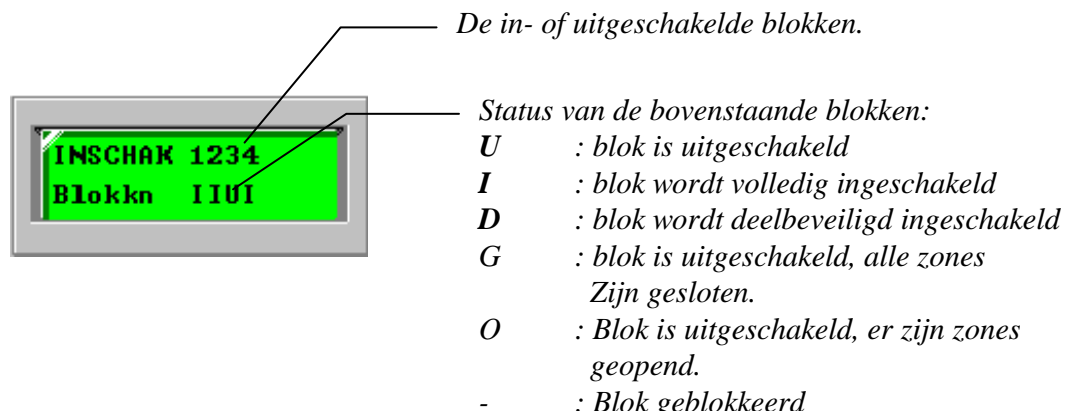 De in- of uitgeschakelde blokken.
Status van de bovenstaande blokken:
INSCHAK 1234
Blokkn IIUI
U : blok is uitgeschakeld
I : blok wordt volledig ingeschakeld
D : blok wordt deelbeveiligd ingeschakeld
G : blok is uitgeschakeld, alle zones
Zijn gesloten.
O : Blok is uitgeschakeld, er zijn zones
geopend.
- : Blok geblokkeerd